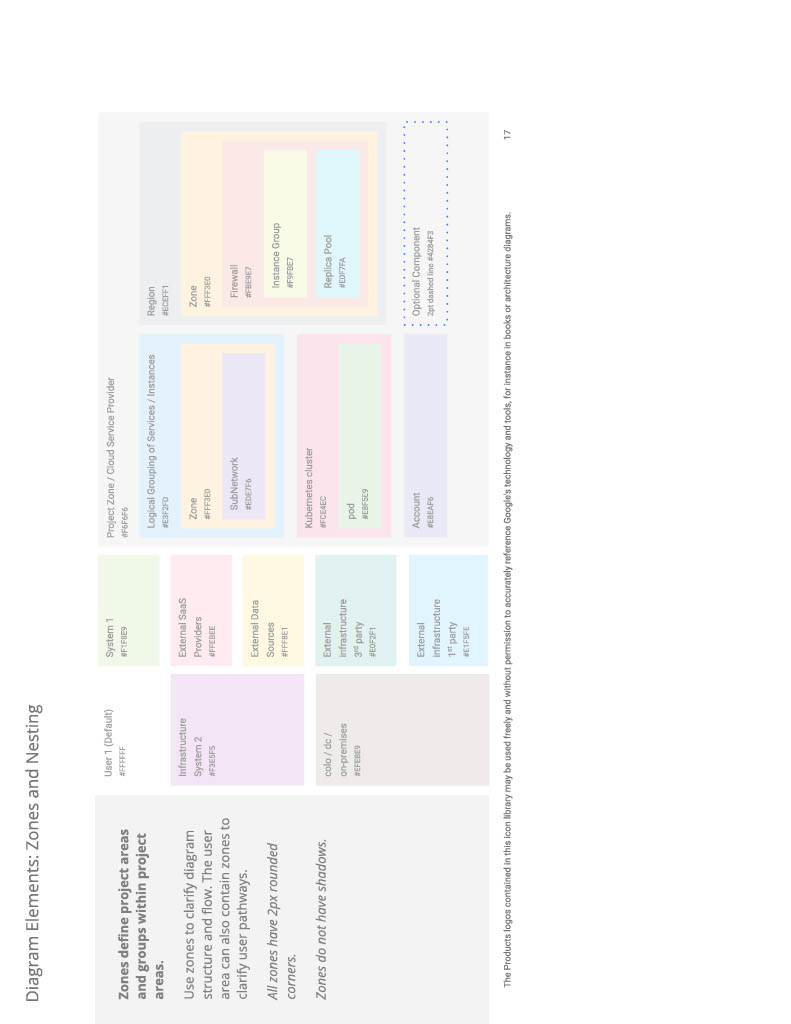 Diagram Elements: Zones and Nesting
Zones define project areas
and groups within project
areas.
Use zones to clarify diagram
structure and flow. The user
area can also contain zones to
clarify user pathways.
All zones have 2px rounded
corners.
Zones do not have shadows.
User 1 (Default)
#FFFFFF
Infrastructure
System 2
#F3E5F5
colo / dc /
on-premises
#EFEBE9
System 1
#F1F8E9
External SaaS
Providers
#FFEBEE
External Data
Sources
#FFF8E1
External
infrastructure
3rd party
#E0F2F1
External
infrastructure
1st party
#E1F5FE
Project Zone / Cloud Service Provider
#F6F6F6
Logical Grouping of Services / Instances
#E3F2FD
Zone
#FFF3E0
SubNetwork
#EDE7F6
Kubernetes cluster
#FCE4EC
pod
#E8F5E9
Account
#E8EAF6
Region
#ECEFF1
Zone
#FFF3E0
Firewall
#FBE9E7
Instance Group
#F9FBE7
Replica Pool
#E0F7FA
Optional Component
2pt dashed line #4284F3
The Products logos contained in this icon library may be used freely and without permission to accurately reference Google's technology and tools, for instance in books or architecture diagrams.
17